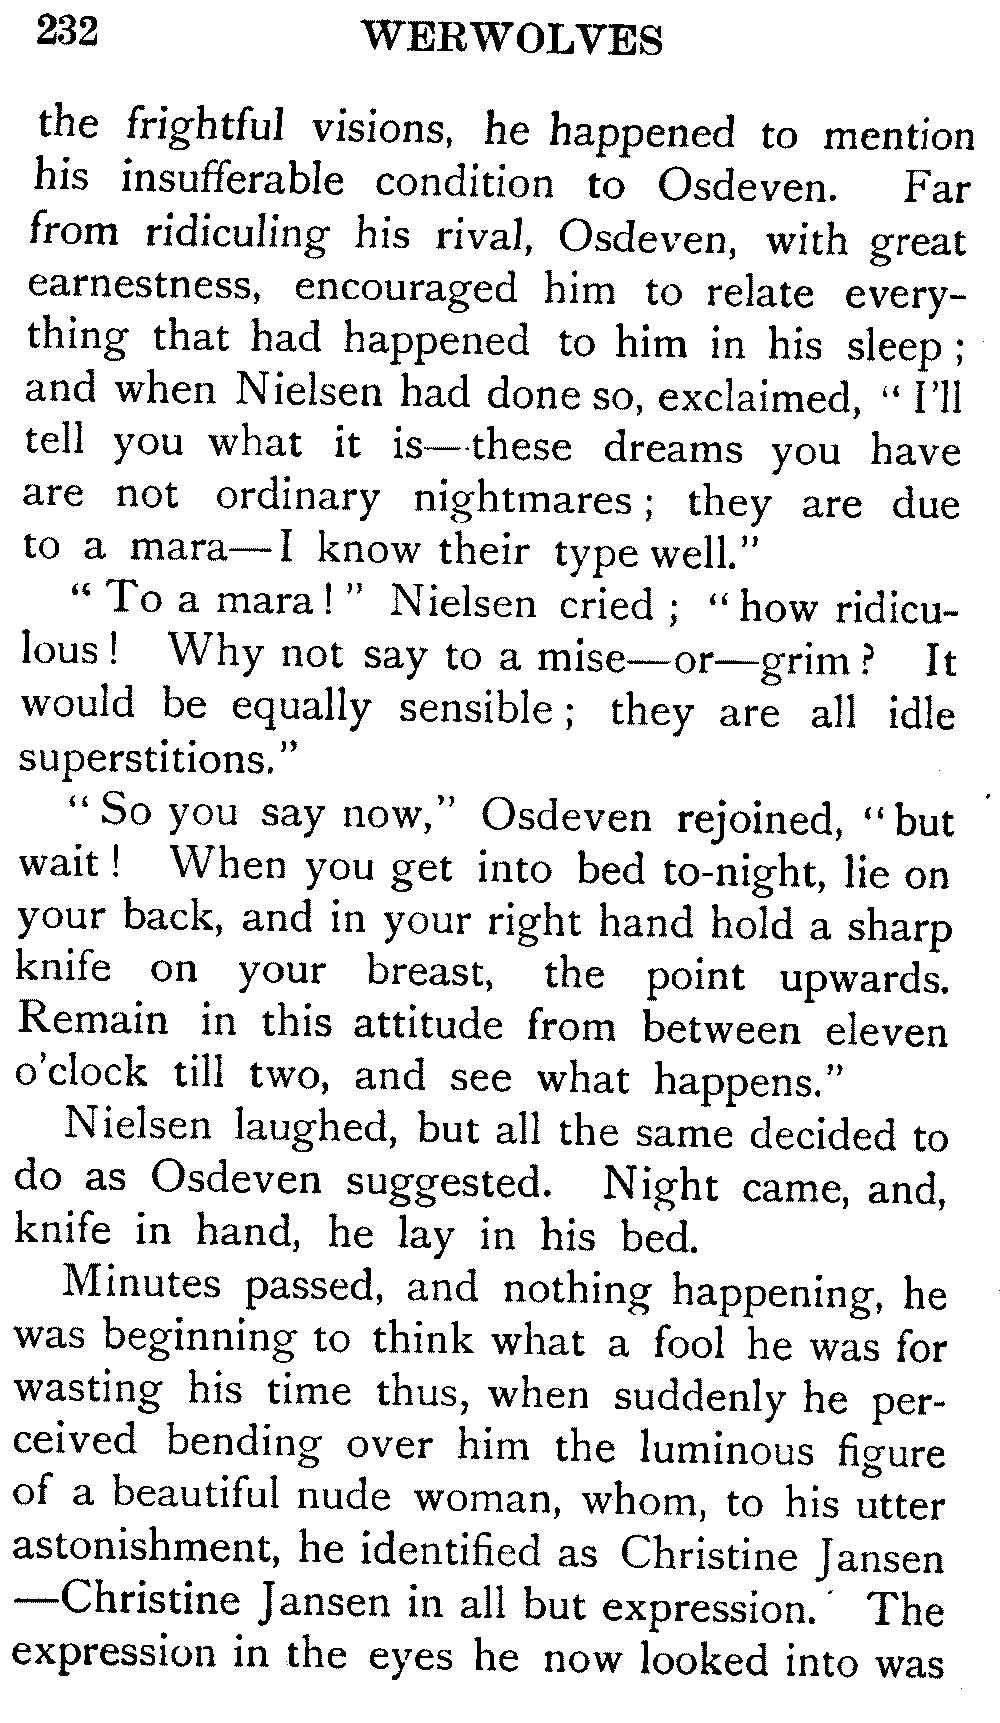 232 WERWOLVES
the frightful visions, he happened to mention
his insufferable condition to Osdeven. Far
from ridiculing his rival, Osdeven, with great
earnestness, encouraged him to relate every-
thing that had happened to him in his sleep;
and when Nielsen had done so, exclaimed, "I'll
tell you what it is—these dreams you have
are not ordinary nightmares; they are due
to a mara—I know their type well."
"To a mara!" Nielsen cried; "how ridicu-
lous! Why not say to a mise—or—grim? It
would be equally sensible; they are all idle
superstitions."
"So you say now," Osdeven rejoined, "but
wait! When you get into bed to-night, lie on
your back, and in your right hand hold a sharp
knife on your breast, the point upwards.
Remain in this attitude from between eleven
o'clock till two, and see what happens."
Nielsen laughed, but all the same decided to
do as Osdeven suggested. Night came, and,
knife in hand, he lay in his bed.
Minutes passed, and nothing happening, he
was beginning to think what a fool he was for
wasting his time thus, when suddenly he per-
ceived bending over him the luminous figure
of a beautiful nude woman, whom, to his utter
astonishment, he identified as Christine Jansen
—Christine Jansen in all but expression. The
expression in the eyes he now looked into was